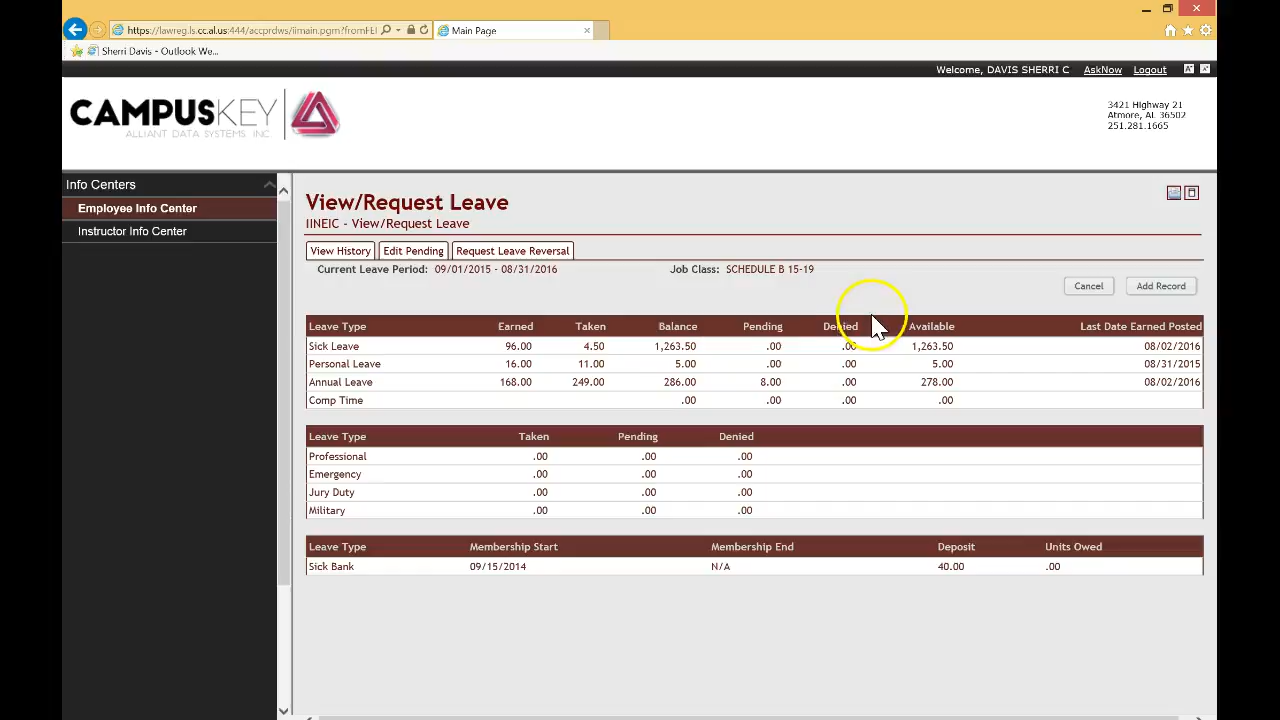 https://lawreg.ls.cc.al.us:444/accprdws/iimain.pgm?fromFEI
Main Page
Sherri Davis - Outlook We...
Welcome, DAVIS SHERRI C AskNow Logout
CAMPUSKEY
ALLIANT DATA SYSTEMS INC.
3421 Highway 21
Atmore, AL 36502
251.281.1665
Info Centers
Employee Info Center
Instructor Info Center
View/Request Leave
IINEIC - View/Request Leave
View History Edit Pending Request Leave Reversal
Current Leave Period: 09/01/2015 - 08/31/2016 Job Class: SCHEDULE B 15-19
Cancel Add Record
Leave Type Earned Taken Balance Pending Denied Available Last Date Earned Posted
Sick Leave 96.00 4.50 1,263.50 .00 .00 1,263.50 08/02/2016
Personal Leave 16.00 11.00 5.00 .00 .00 5.00 08/31/2015
Annual Leave 168.00 249.00 286.00 8.00 .00 278.00 08/02/2016
Comp Time .00 .00 .00 .00
Leave Type Taken Pending Denied
Professional .00 .00 .00
Emergency .00 .00 .00
Jury Duty .00 .00 .00
Military .00 .00 .00
Leave Type Membership Start Membership End Deposit Units Owed
Sick Bank 09/15/2014 N/A 40.00 .00